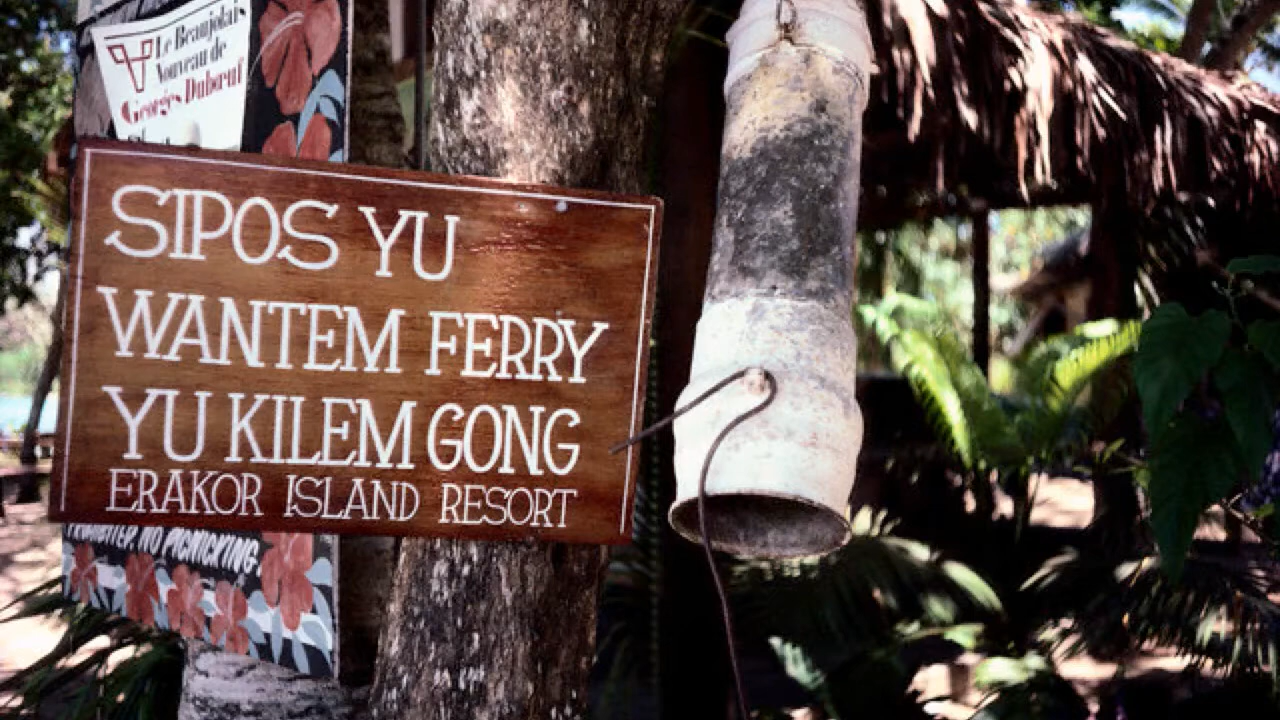 Le Beaujolais
Nouveau de
Georges Duboeuf
SIPOS YU
WANTEM FERRY
YU KILEM GONG
ERAKOR ISLAND RESORT
NO PICNICKING.